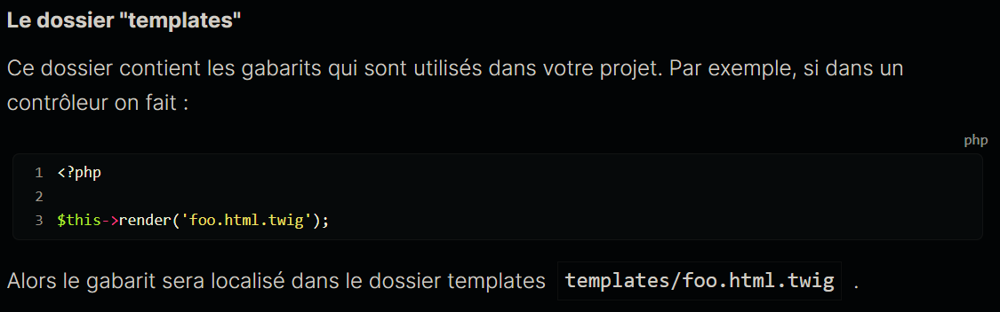 Le dossier "templates"
Ce dossier contient les gabarits qui sont utilisés dans votre projet. Par exemple, si dans un
contrôleur on fait :
php
1 <?php
2
3 $this->render('foo.html.twig');
Alors le gabarit sera localisé dans le dossier templates templates/foo.html.twig .